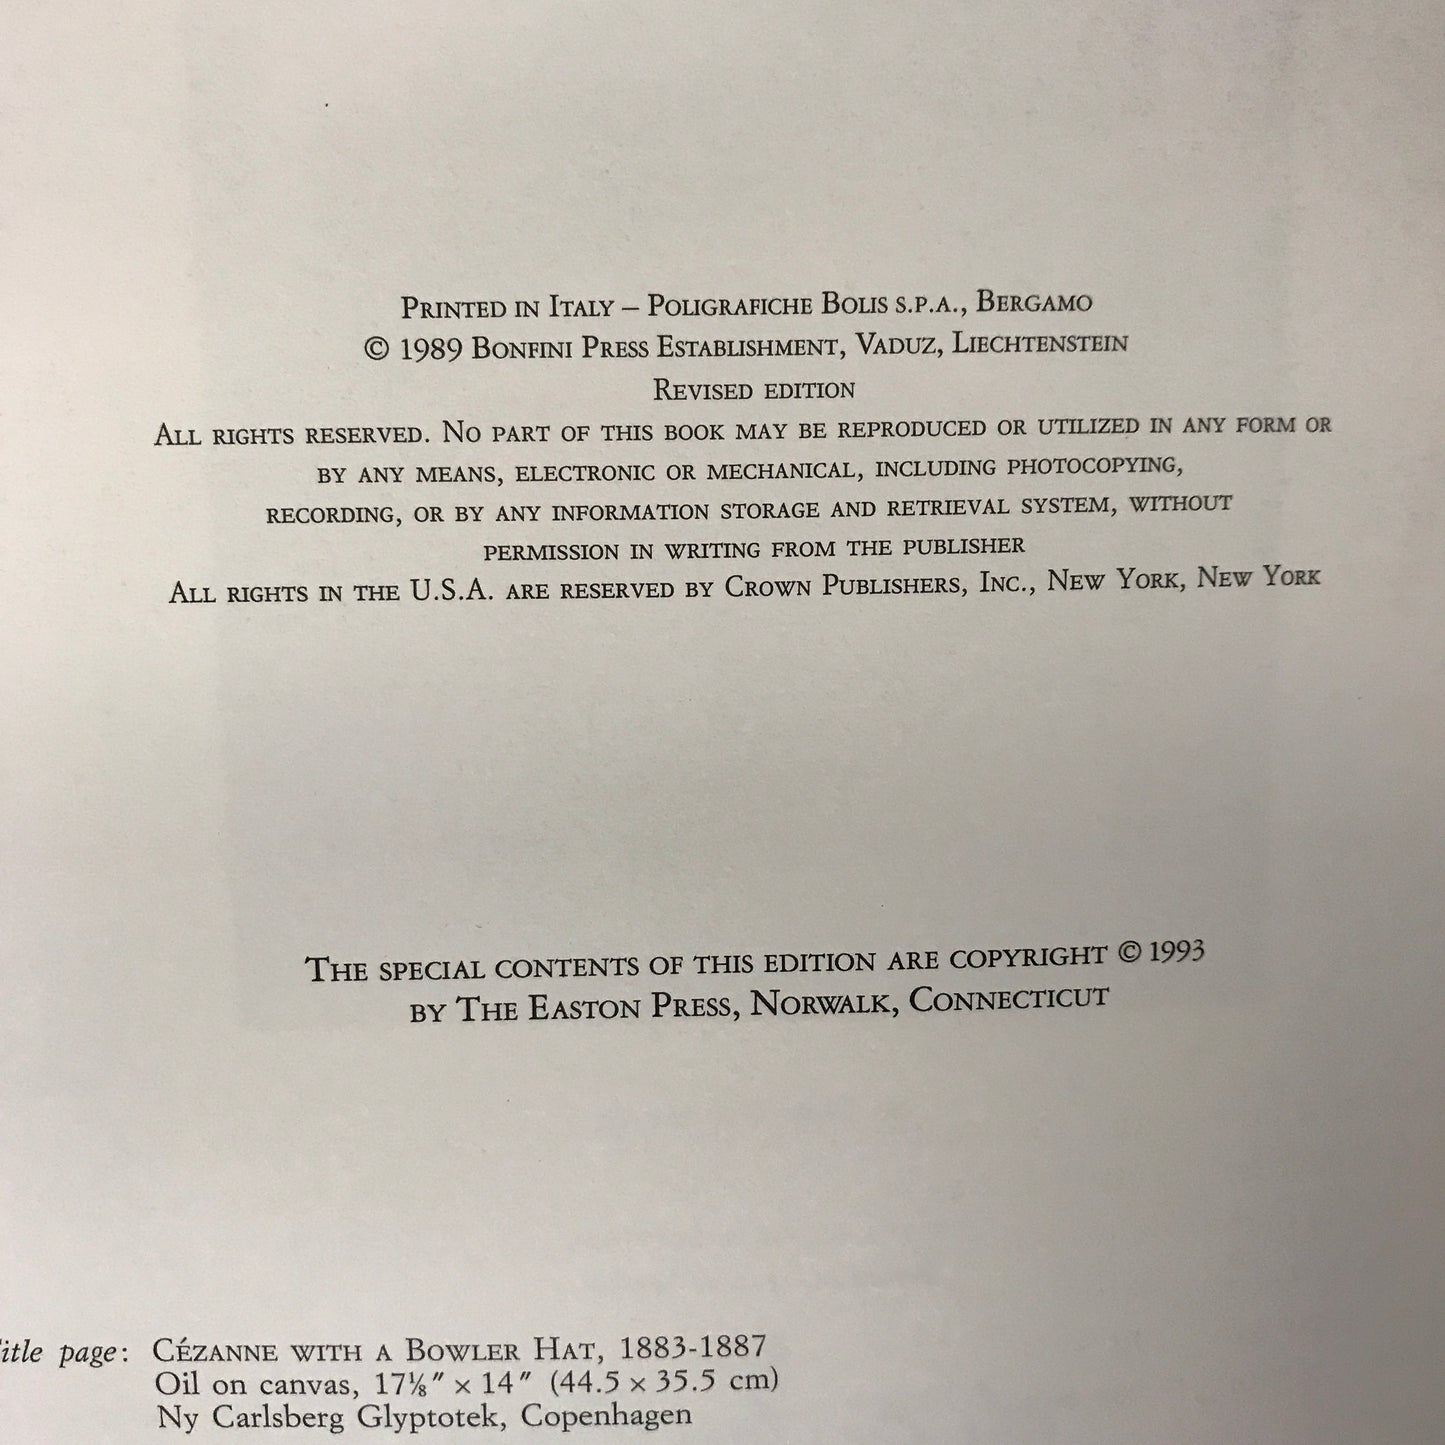 Printed in Italy – Poligrafiche Bolis s.p.a., Bergamo
© 1989 Bonfini Press Establishment, Vaduz, Liechtenstein
Revised edition
All rights reserved. No part of this book may be reproduced or utilized in any form or
by any means, electronic or mechanical, including photocopying,
recording, or by any information storage and retrieval system, without
permission in writing from the publisher
All rights in the U.S.A. are reserved by Crown Publishers, Inc., New York, New York
The special contents of this edition are copyright © 1993
by The Easton Press, Norwalk, Connecticut
itle page: Cézanne with a Bowler Hat, 1883-1887
Oil on canvas, 17⅛" × 14" (44.5 × 35.5 cm)
Ny Carlsberg Glyptotek, Copenhagen